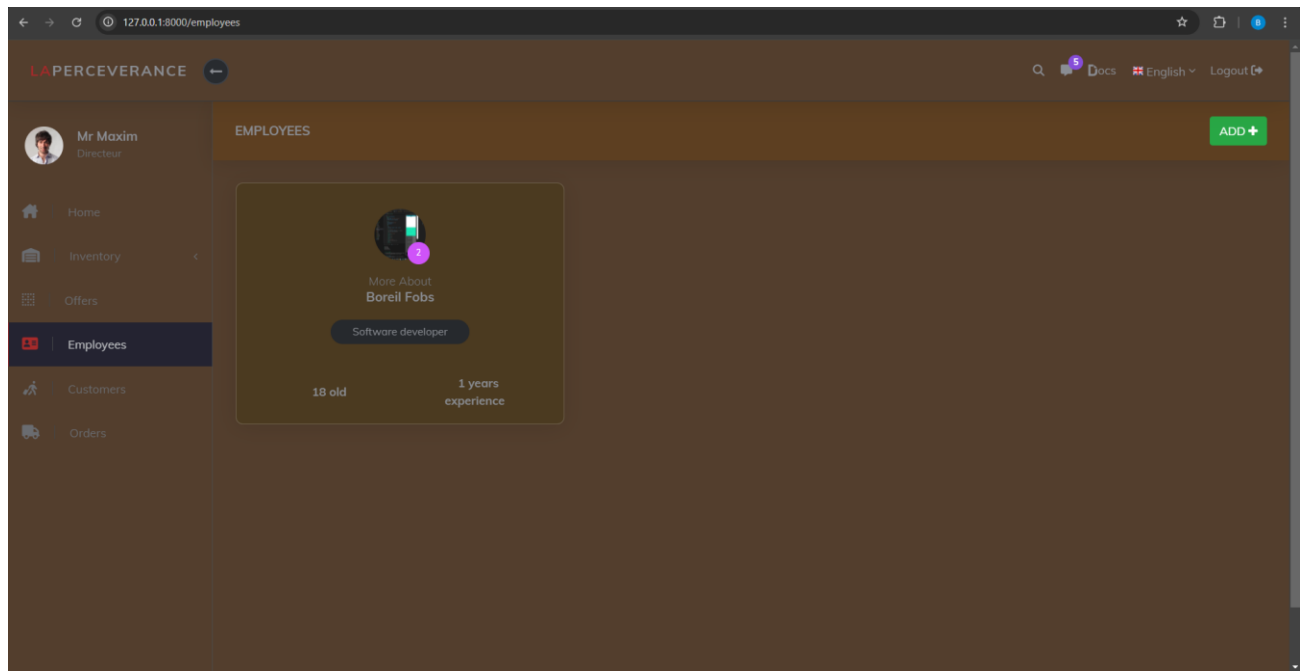 127.0.0.1:8000/employees
B
LAPERCEVERANCE
5
Docs
English
Logout
Mr Maxim
Directeur
EMPLOYEES
ADD
Home
Inventory
Offers
Employees
Customers
Orders
2
More About
Boreil Fobs
Software developer
18 old
1 years
experience